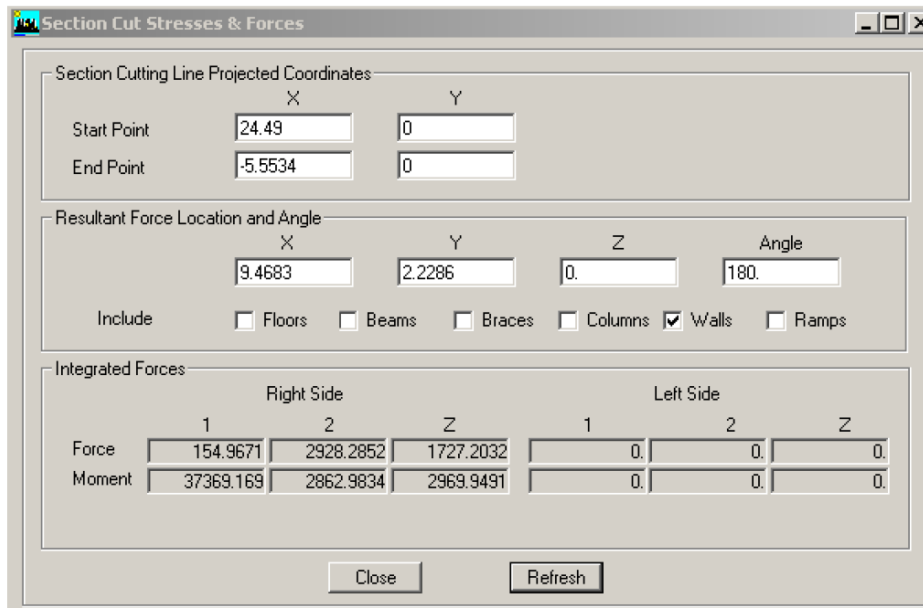 Section Cut Stresses & Forces
Section Cutting Line Projected Coordinates
X Y
Start Point 24.49 0
End Point -5.5534 0
Resultant Force Location and Angle
X Y Z Angle
9.4683 2.2286 0. 180.
Include Floors Beams Braces Columns Walls Ramps
Integrated Forces
Right Side Left Side
1 2 Z 1 2 Z
Force 154.9671 2928.2852 1727.2032 0. 0. 0.
Moment 37369.169 2862.9834 2969.9491 0. 0. 0.
Close Refresh